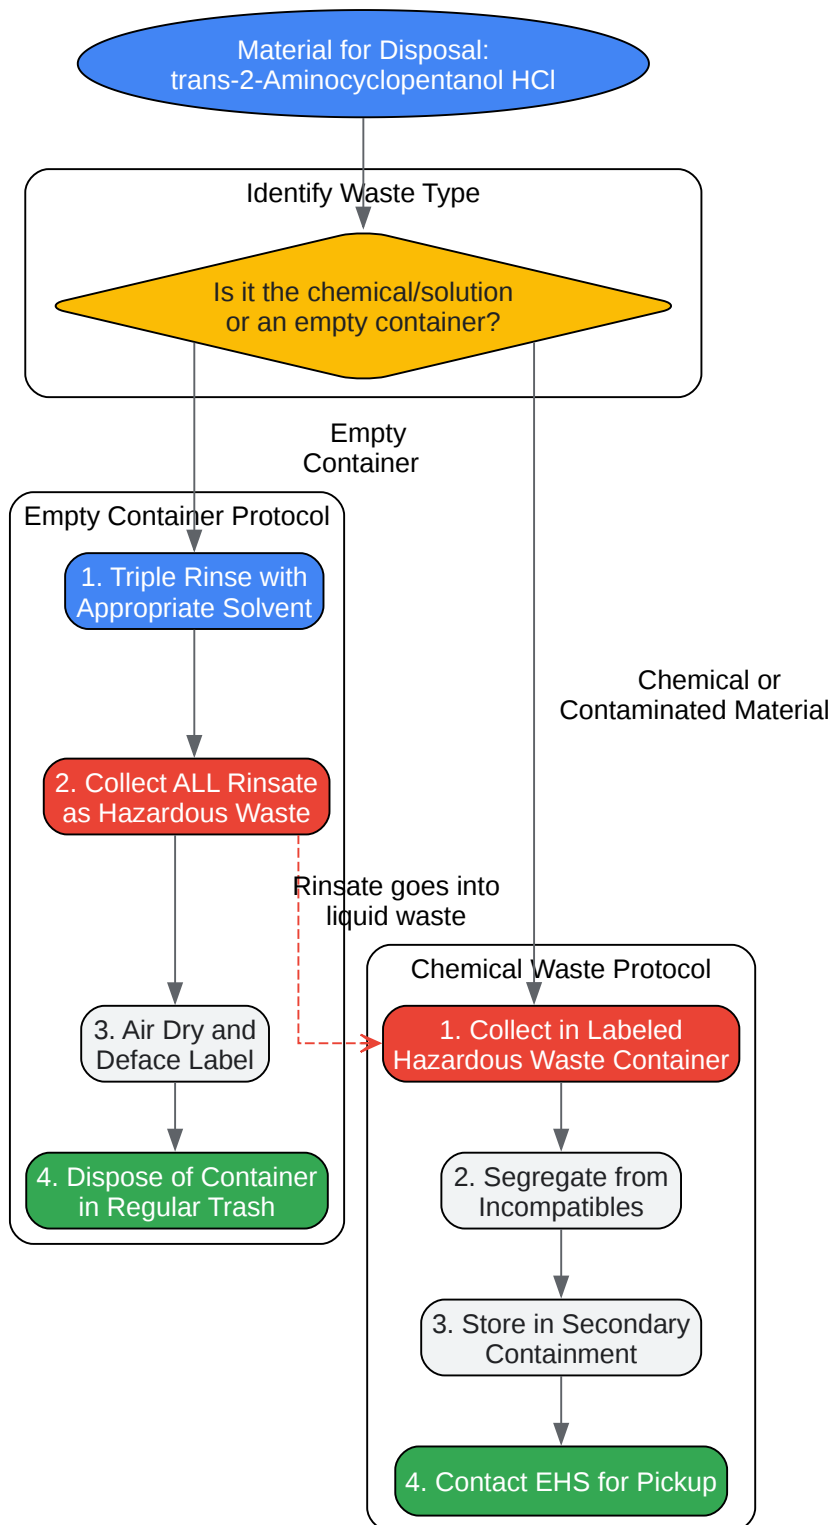 Material for Disposal:
trans-2-Aminocyclopentanol HCl
Identify Waste Type
Is it the chemical/solution
or an empty container?
Empty
Container
Empty Container Protocol
1. Triple Rinse with
Appropriate Solvent
Chemical or
Contaminated Material
2. Collect ALL Rinsate
as Hazardous Waste
Rinsate goes into
liquid waste
Chemical Waste Protocol
3. Air Dry and
Deface Label
1. Collect in Labeled
Hazardous Waste Container
4. Dispose of Container
in Regular Trash
2. Segregate from
Incompatibles
3. Store in Secondary
Containment
4. Contact EHS for Pickup